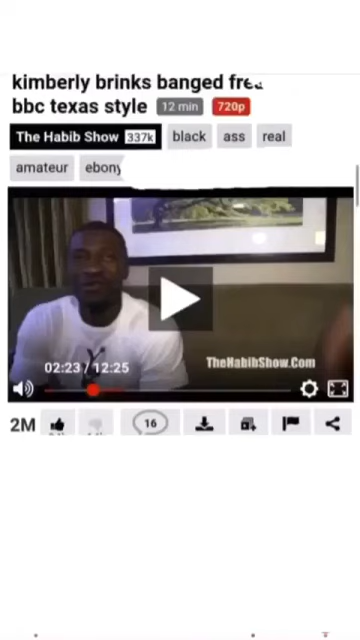 kimberly brinks banged
bbc texas style 12 min 720p
The Habib Show 337k black ass real
amateur ebony
TheHabibShow.Com
02:23 / 12:25
2M 16